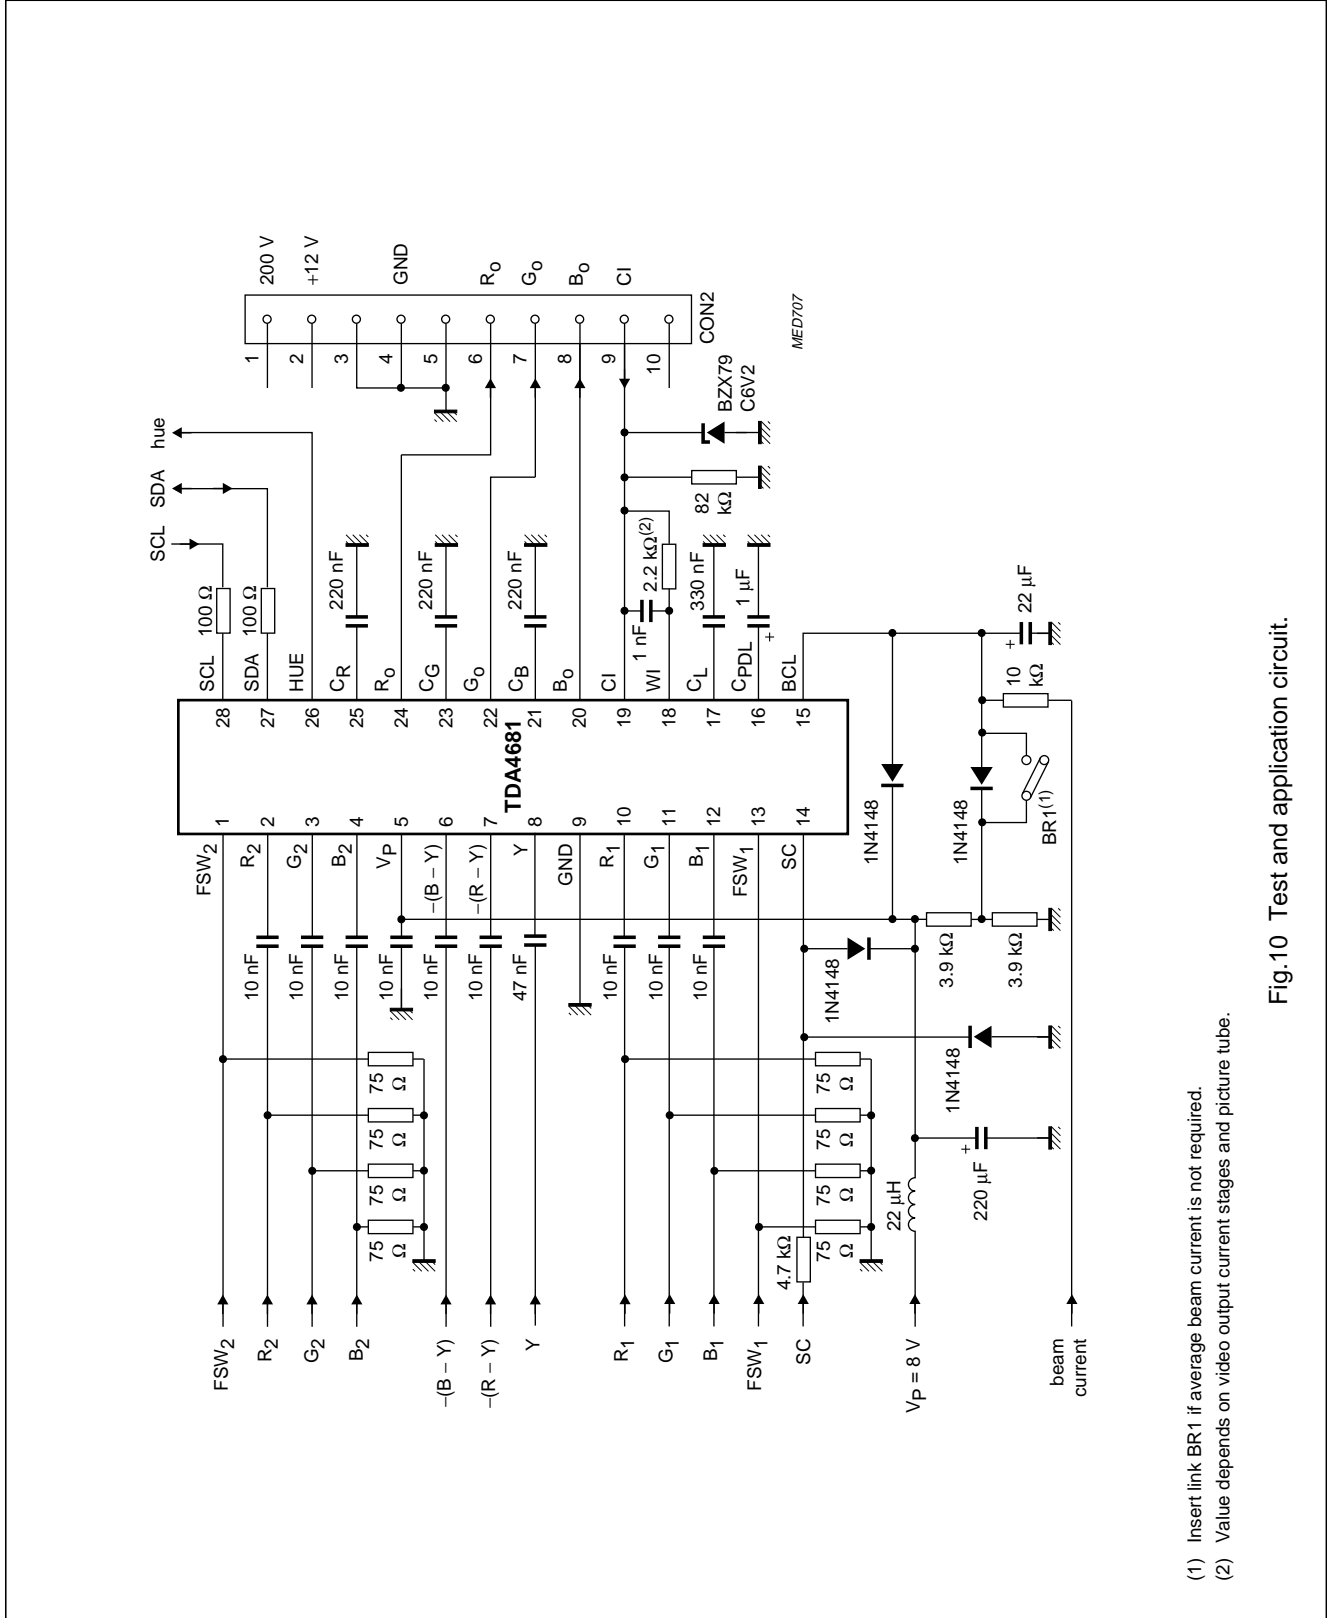 SCL
SDA
hue
100 Ω
100 Ω
220 nF
220 nF
220 nF
1 nF
2.2 kΩ(2)
330 nF
1 µF
+
82
kΩ
BZX79
C6V2
1
2
3
4
5
6
7
8
9
10
200 V
+12 V
GND
RO
GO
BO
CI
CON2
MED707
SCL
SDA
HUE
CR
RO
CG
GO
CB
BO
CI
WI
CL
CPDL
BCL
28
27
26
25
24
23
22
21
20
19
18
17
16
15
TDA4681
1
2
3
4
5
6
7
8
9
10
11
12
13
14
FSW2
R2
G2
B2
VP
−(B − Y)
−(R − Y)
Y
GND
R1
G1
B1
FSW1
SC
10 nF
10 nF
10 nF
10 nF
10 nF
10 nF
47 nF
10 nF
10 nF
10 nF
75
Ω
75
Ω
75
Ω
75
Ω
75
Ω
75
Ω
75
Ω
75
Ω
4.7 kΩ
22 µH
1N4148
1N4148
1N4148
1N4148
BR1(1)
10
kΩ
+
22 µF
3.9 kΩ
3.9 kΩ
+
220 µF
FSW2
R2
G2
B2
−(B − Y)
−(R − Y)
Y
R1
G1
B1
FSW1
SC
VP = 8 V
beam
current
(1) Insert link BR1 if average beam current is not required.
(2) Value depends on video output current stages and picture tube.
Fig.10 Test and application circuit.